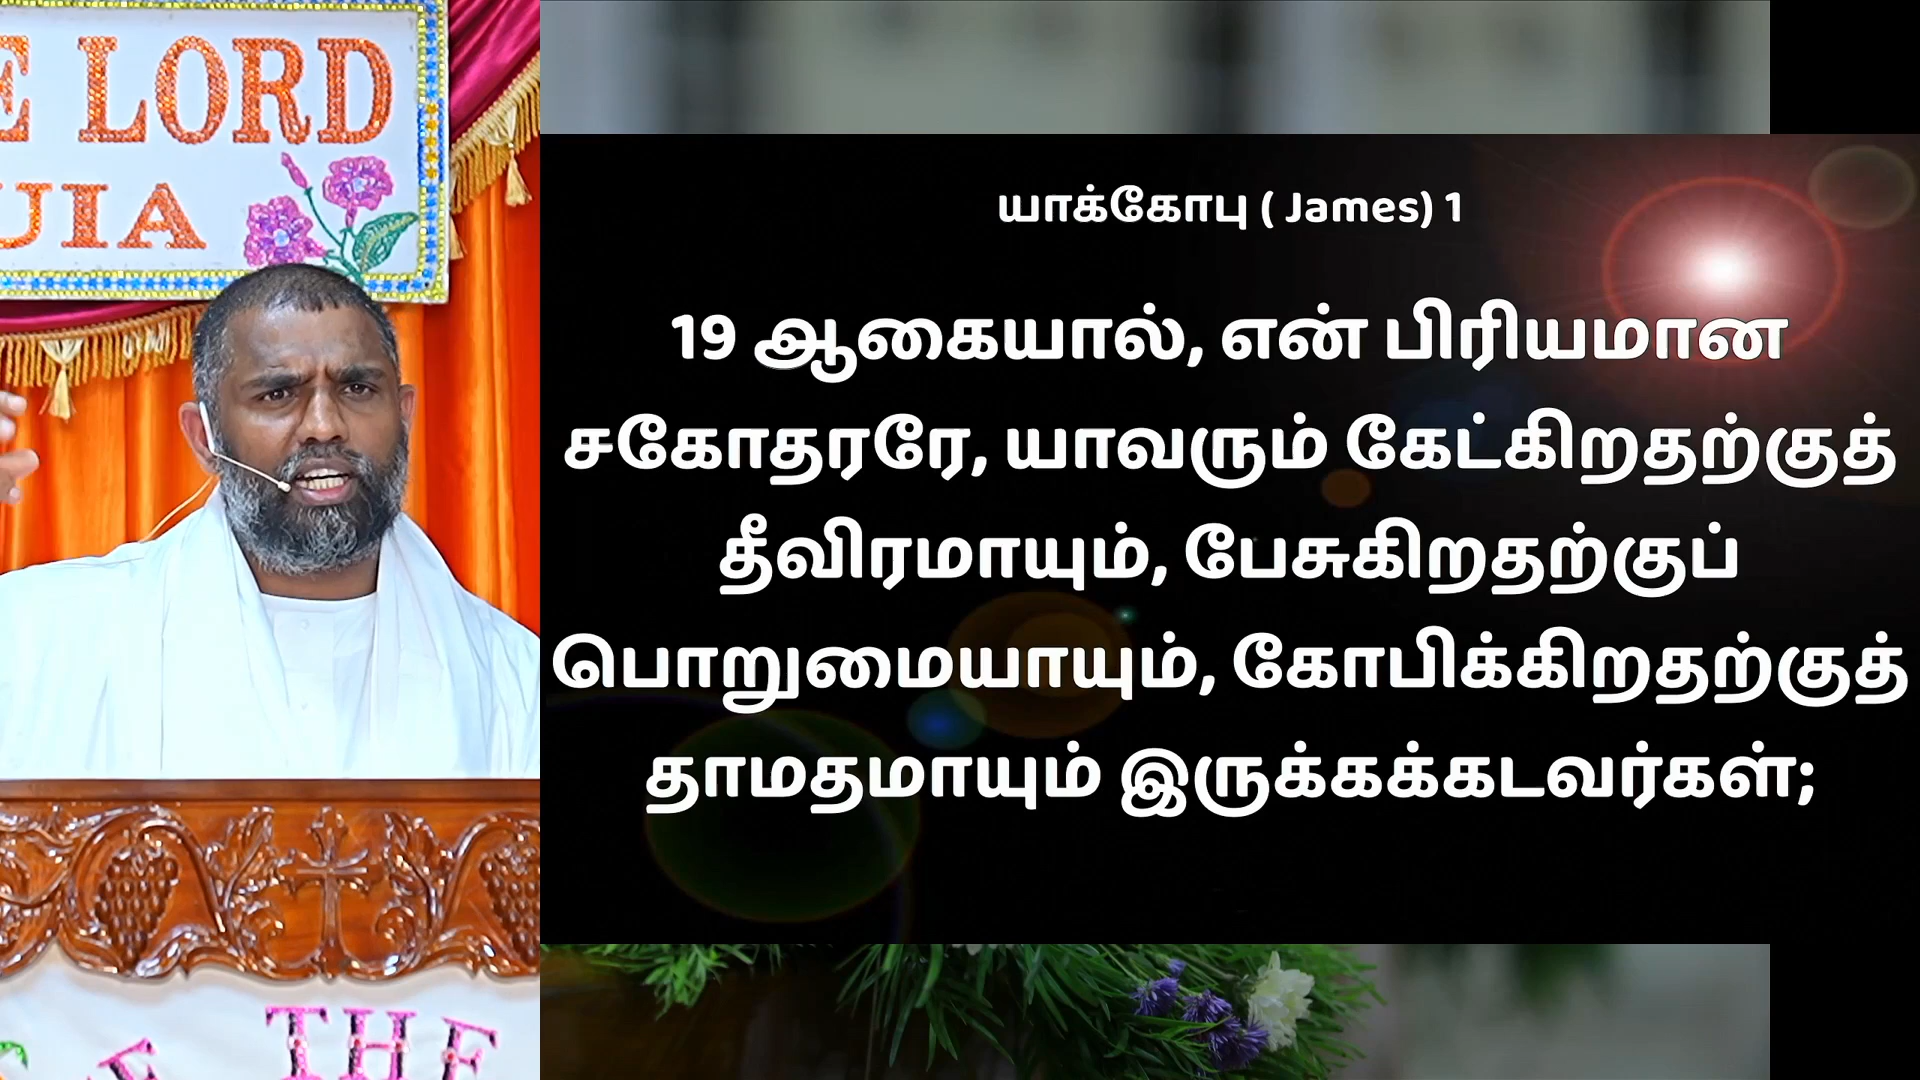 E LORD
UIA
யாக்கோபு ( James) 1
19 ஆகையால், என் பிரியமான
சகோதரரே, யாவரும் கேட்கிறதற்குத்
தீவிரமாயும், பேசுகிறதற்குப்
பொறுமையாயும், கோபிக்கிறதற்குத்
தாமதமாயும் இருக்கக்கடவர்கள்;
THE